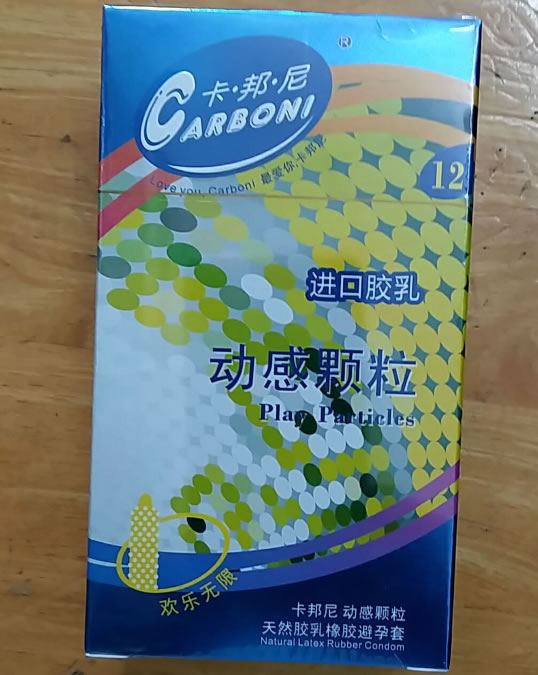 ®
卡·邦·尼
CARBONI
Love you, Carboni 最爱你,卡邦尼
12
进口胶乳
动感颗粒
Play Particles
欢乐无限
卡邦尼 动感颗粒
天然胶乳橡胶避孕套
Natural Latex Rubber Condom